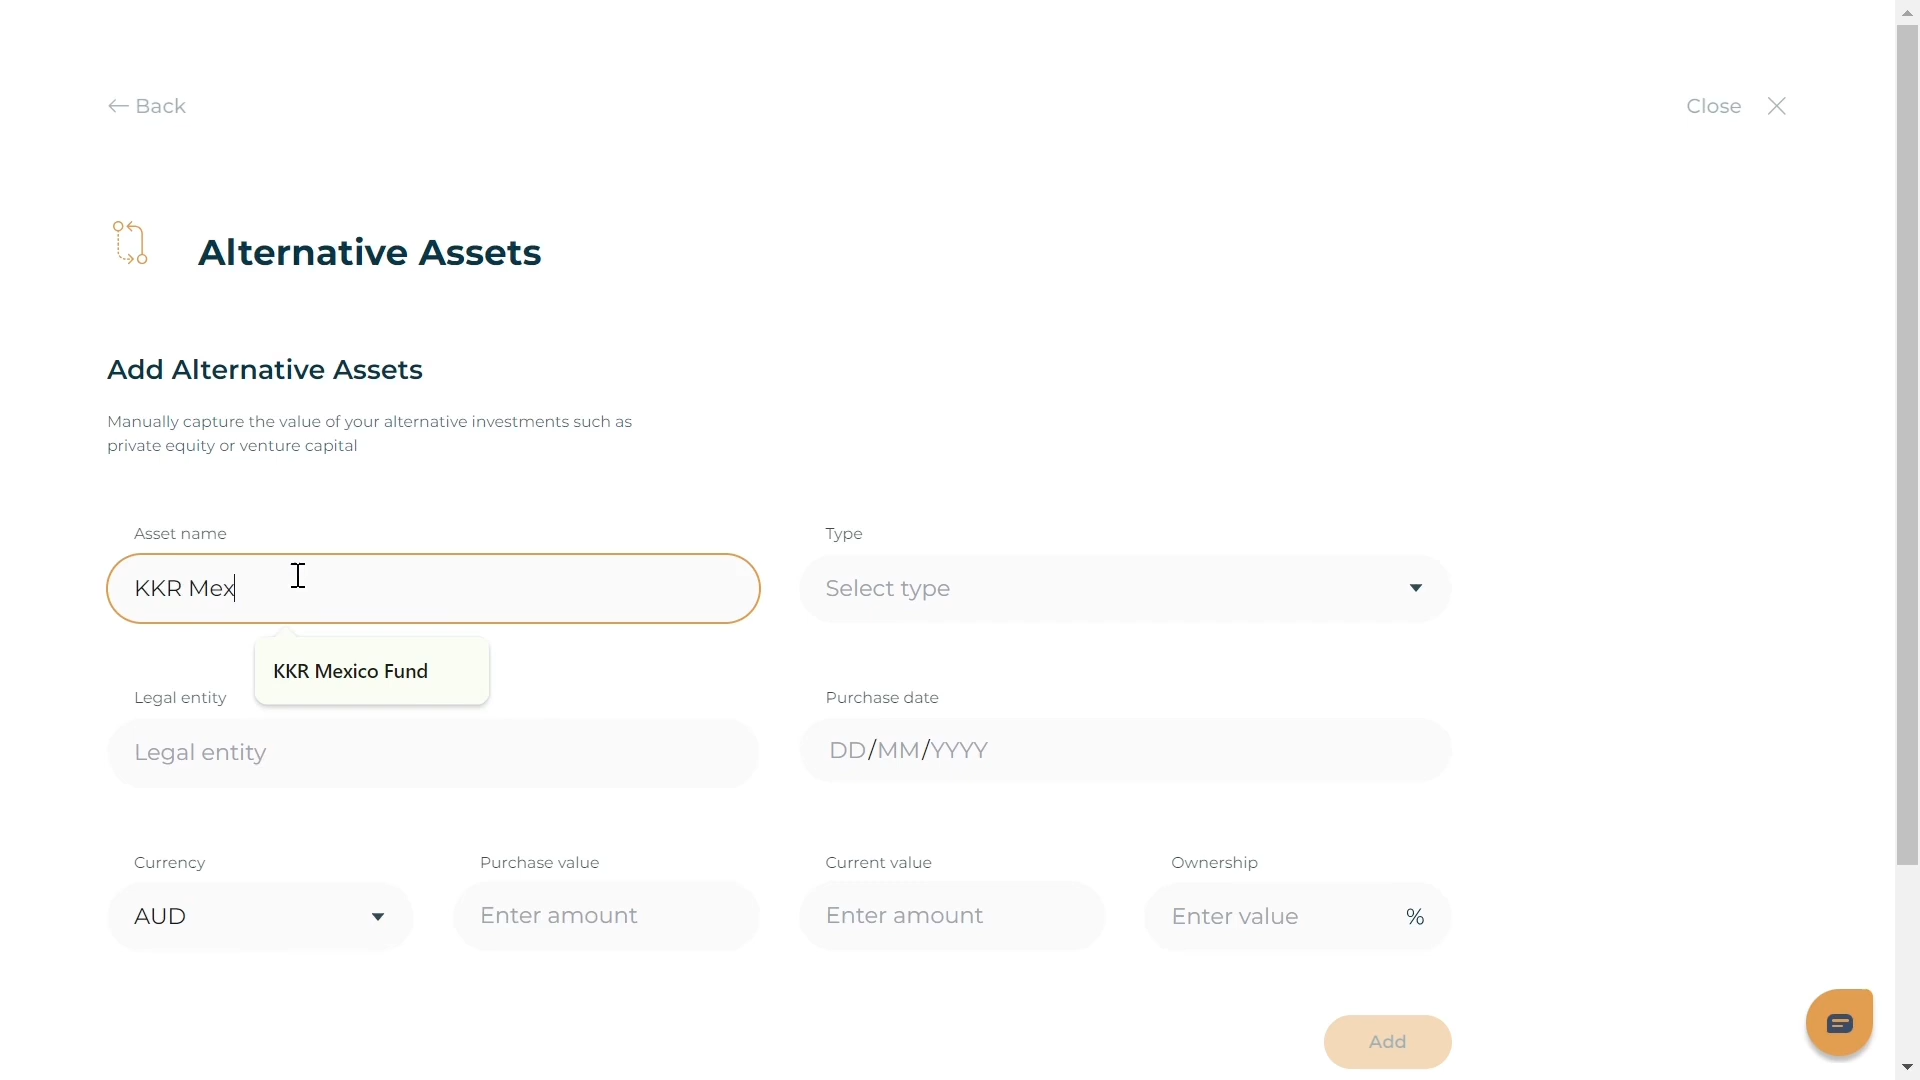 Back
Close
Alternative Assets
Add Alternative Assets
Manually capture the value of your alternative investments such as
private equity or venture capital
Asset name
Type
KKR Mex
Select type
KKR Mexico Fund
Legal entity
Purchase date
Legal entity
DD/MM/YYYY
Currency
Purchase value
Current value
Ownership
AUD
Enter amount
Enter amount
Enter value
%
Add